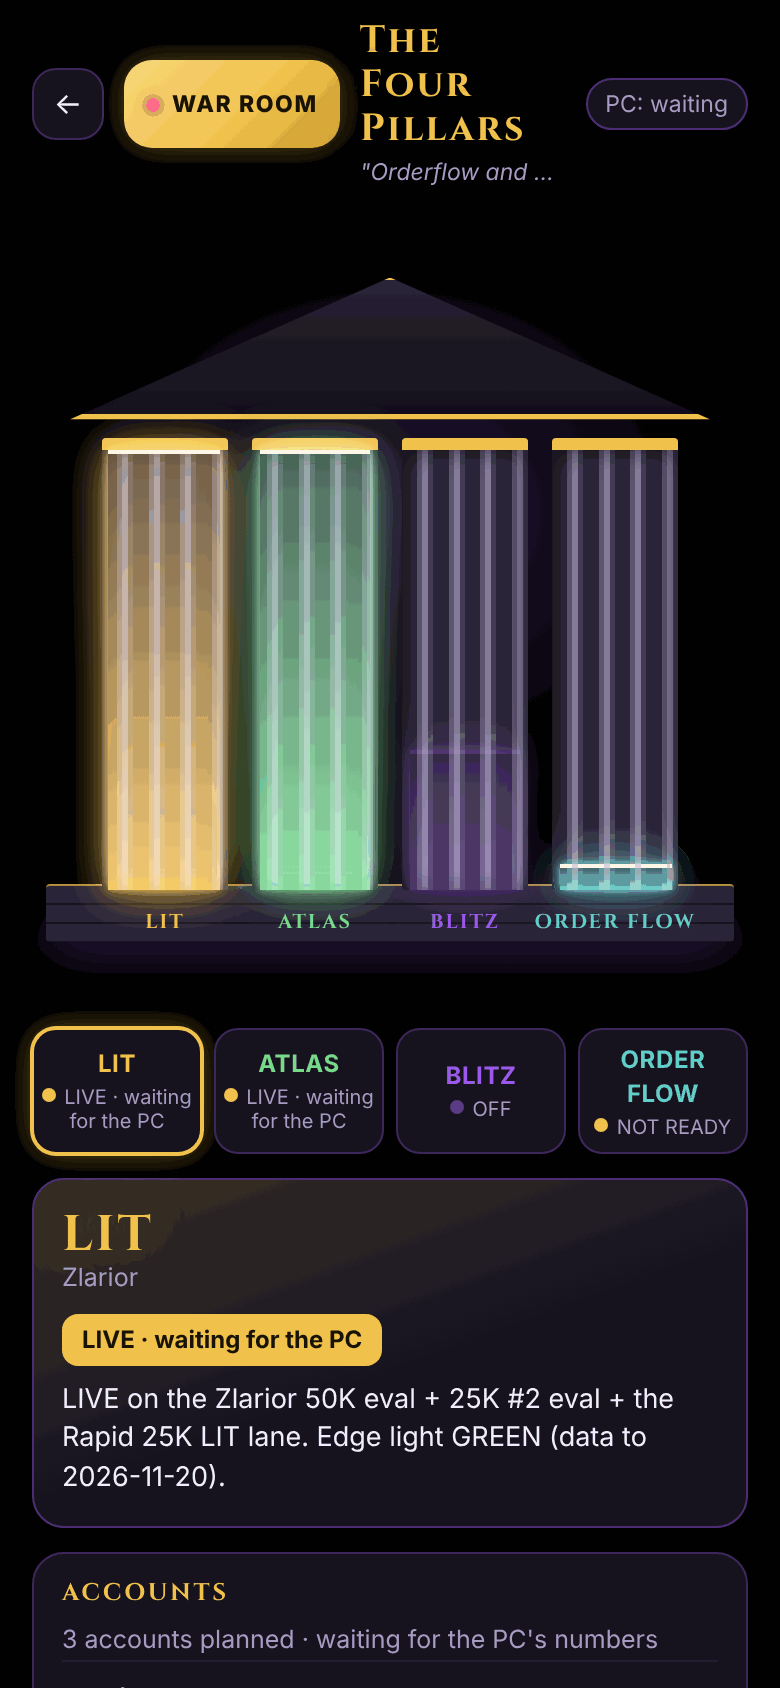 ←
WAR ROOM
THE
FOUR
PILLARS
"Orderflow and ...
PC: waiting
LIT
ATLAS
BLITZ
ORDER FLOW
LIT
LIVE · waiting
for the PC
ATLAS
LIVE · waiting
for the PC
BLITZ
OFF
ORDER
FLOW
NOT READY
LIT
Zlarior
LIVE · waiting for the PC
LIVE on the Zlarior 50K eval + 25K #2 eval + the
Rapid 25K LIT lane. Edge light GREEN (data to
2026-11-20).
ACCOUNTS
3 accounts planned · waiting for the PC's numbers